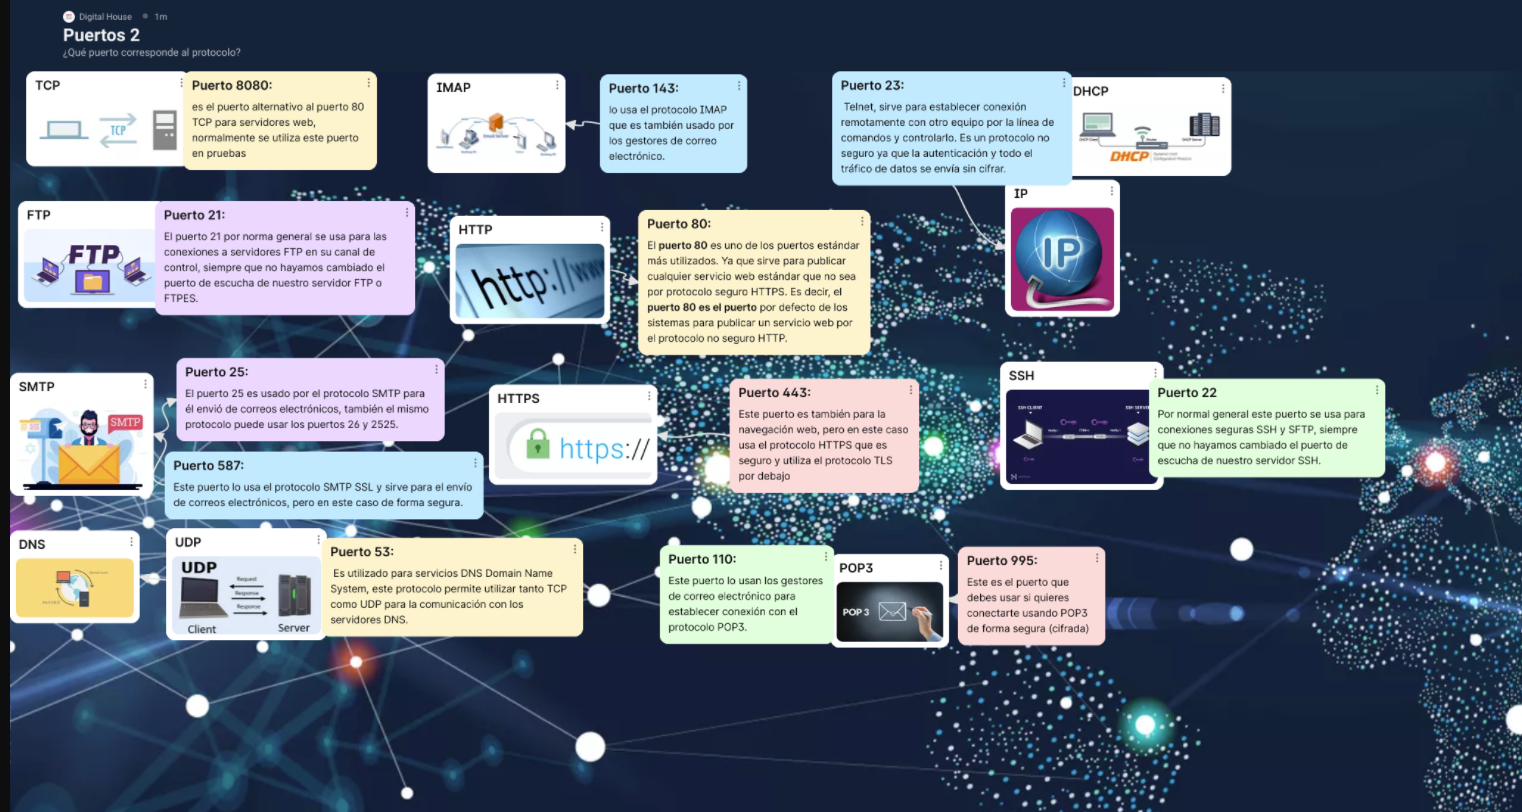 Digital House 1m
Puertos 2
¿Qué puerto corresponde al protocolo?
TCP
TCP
Puerto 8080:
es el puerto alternativo al puerto 80
TCP para servidores web,
normalmente se utiliza este puerto
en pruebas
IMAP
Puerto 143:
lo usa el protocolo IMAP
que es también usado por
los gestores de correo
electrónico.
Puerto 23:
Telnet, sirve para establecer conexión
remotamente con otro equipo por la línea de
comandos y controlarlo. Es un protocolo no
seguro ya que la autenticación y todo el
tráfico de datos se envía sin cifrar.
DHCP
DHCP
IP
IP
FTP
FTP
Puerto 21:
El puerto 21 por norma general se usa para las
conexiones a servidores FTP en su canal de
control, siempre que no hayamos cambiado el
puerto de escucha de nuestro servidor FTP o
FTPES.
HTTP
http://www
Puerto 80:
El puerto 80 es uno de los puertos estándar
más utilizados. Ya que sirve para publicar
cualquier servicio web estándar que no sea
por protocolo seguro HTTPS. Es decir, el
puerto 80 es el puerto por defecto de los
sistemas para publicar un servicio web por
el protocolo no seguro HTTP.
SMTP
SMTP
Puerto 25:
El puerto 25 es usado por el protocolo SMTP para
él envió de correos electrónicos, también el mismo
protocolo puede usar los puertos 26 y 2525.
Puerto 587:
Este puerto lo usa el protocolo SMTP SSL y sirve para el envío
de correos electrónicos, pero en este caso de forma segura.
HTTPS
https://
Puerto 443:
Este puerto es también para la
navegación web, pero en este caso
usa el protocolo HTTPS que es
seguro y utiliza el protocolo TLS
por debajo
SSH
SSH CLIENT
Puerto 22
Por normal general este puerto se usa para
conexiones seguras SSH y SFTP, siempre
que no hayamos cambiado el puerto de
escucha de nuestro servidor SSH.
DNS
UDP
UDP
Request
Response
Response
Client
Server
Puerto 53:
Es utilizado para servicios DNS Domain Name
System, este protocolo permite utilizar tanto TCP
como UDP para la comunicación con los
servidores DNS.
Puerto 110:
Este puerto lo usan los gestores
de correo electrónico para
establecer conexión con el
protocolo POP3.
POP3
POP 3
Puerto 995:
Este es el puerto que
debes usar si quieres
conectarte usando POP3
de forma segura (cifrada)